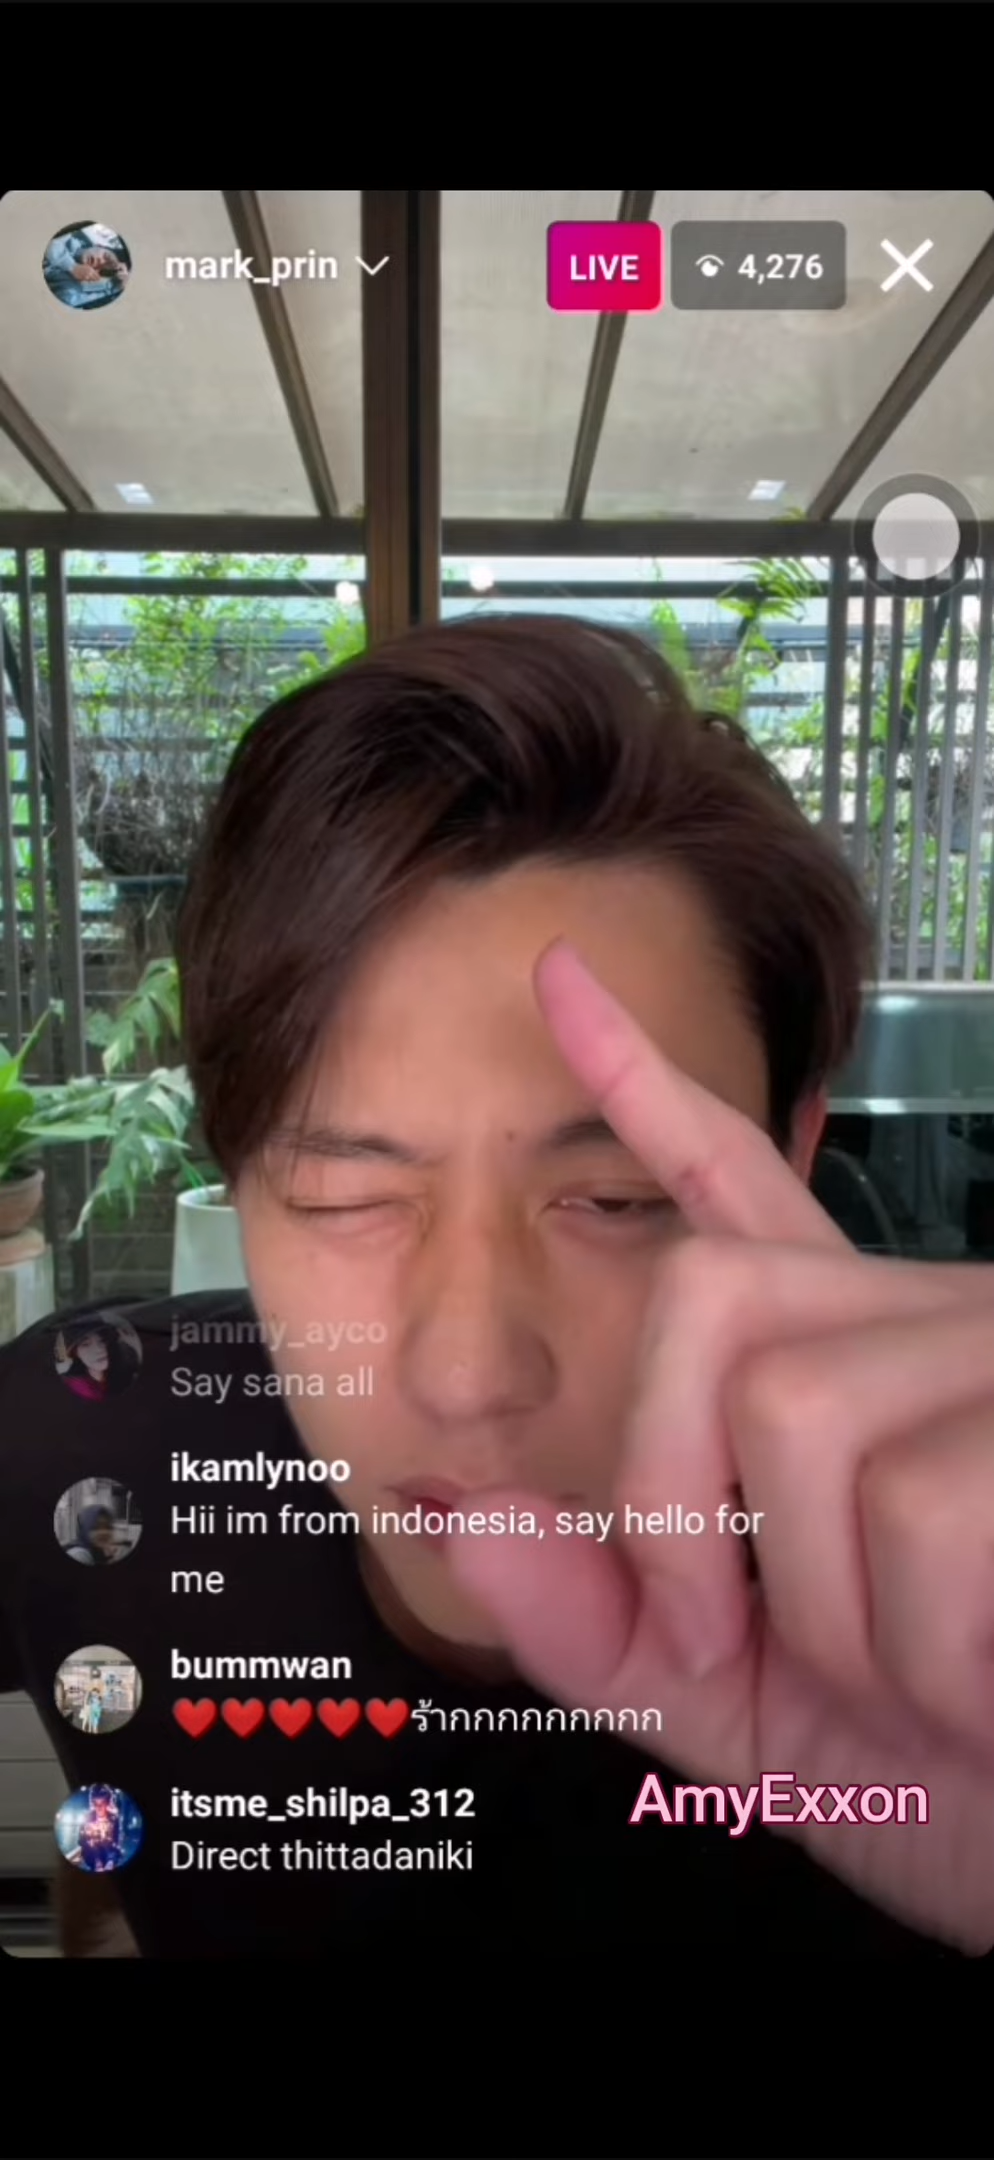 mark_prin
LIVE
4,276
jammy_ayco
Say sana all
ikamlynoo
Hii im from indonesia, say hello for
me
bummwan
❤️❤️❤️❤️❤️ร้ากกกกกกกกก
itsme_shilpa_312
Direct thittadaniki
AmyExxon